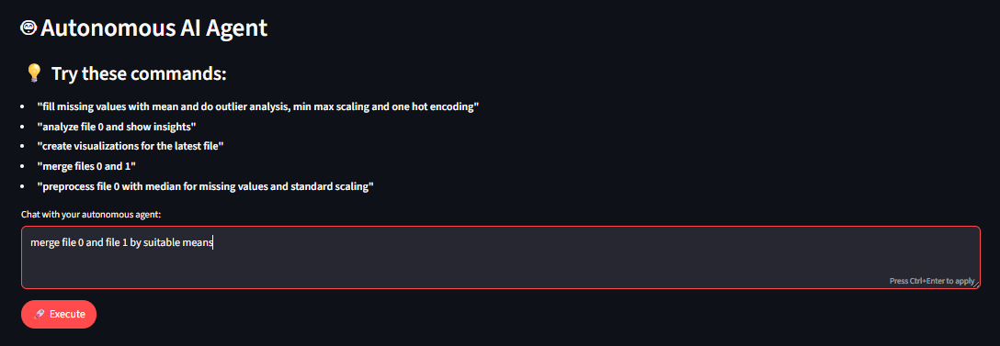 Autonomous AI Agent
Try these commands:
"fill missing values with mean and do outlier analysis, min max scaling and one hot encoding"
"analyze file 0 and show insights"
"create visualizations for the latest file"
"merge files 0 and 1"
"preprocess file 0 with median for missing values and standard scaling"
Chat with your autonomous agent:
merge file 0 and file 1 by suitable means
Press Ctrl+Enter to apply
Execute